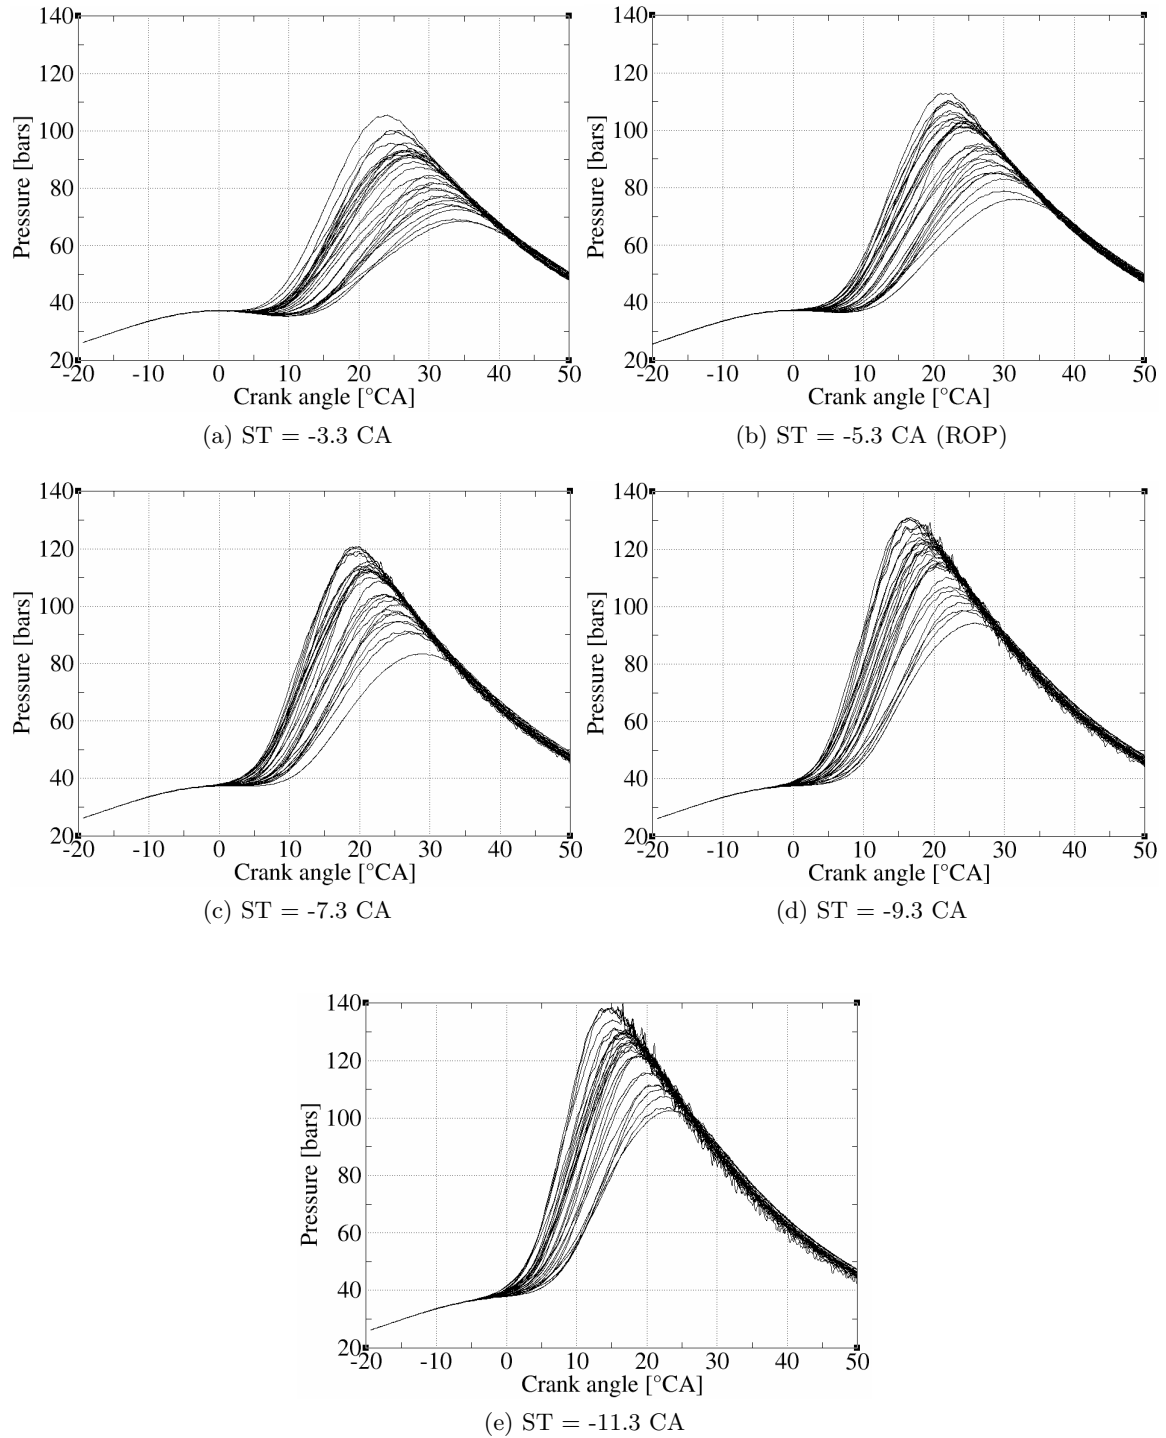 140
120
100
80
60
40
20
Pressure [bars]
-20 -10 0 10 20 30 40 50
Crank angle [°CA]
(a) ST = -3.3 CA
140
120
100
80
60
40
20
Pressure [bars]
-20 -10 0 10 20 30 40 50
Crank angle [°CA]
(b) ST = -5.3 CA (ROP)
140
120
100
80
60
40
20
Pressure [bars]
-20 -10 0 10 20 30 40 50
Crank angle [°CA]
(c) ST = -7.3 CA
140
120
100
80
60
40
20
Pressure [bars]
-20 -10 0 10 20 30 40 50
Crank angle [°CA]
(d) ST = -9.3 CA
140
120
100
80
60
40
20
Pressure [bars]
-20 -10 0 10 20 30 40 50
Crank angle [°CA]
(e) ST = -11.3 CA